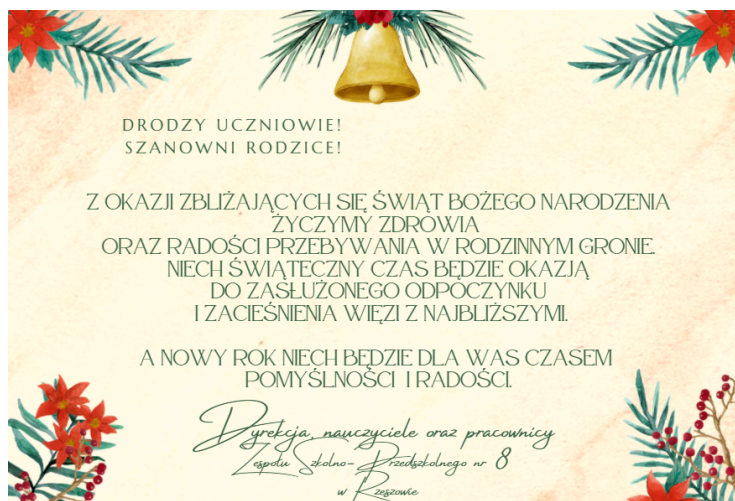 DRODZY UCZNIOWIE!
SZANOWNI RODZICE!
Z OKAZJI ZBLIŻAJĄCYCH SIĘ ŚWIĄT BOŻEGO NARODZENIA
ŻYCZYMY ZDROWIA
ORAZ RADOŚCI PRZEBYWANIA W RODZINNYM GRONIE.
NIECH ŚWIĄTECZNY CZAS BĘDZIE OKAZJĄ
DO ZASŁUŻONEGO ODPOCZYNKU
I ZACIEŚNIENIA WIĘZI Z NAJBLIŻSZYMI.
A NOWY ROK NIECH BĘDZIE DLA WAS CZASEM
POMYŚLNOŚCI I RADOŚCI.
Dyrekcja, nauczyciele oraz pracownicy
Zespołu Szkolno-Przedszkolnego nr 8
w Rzeszowie